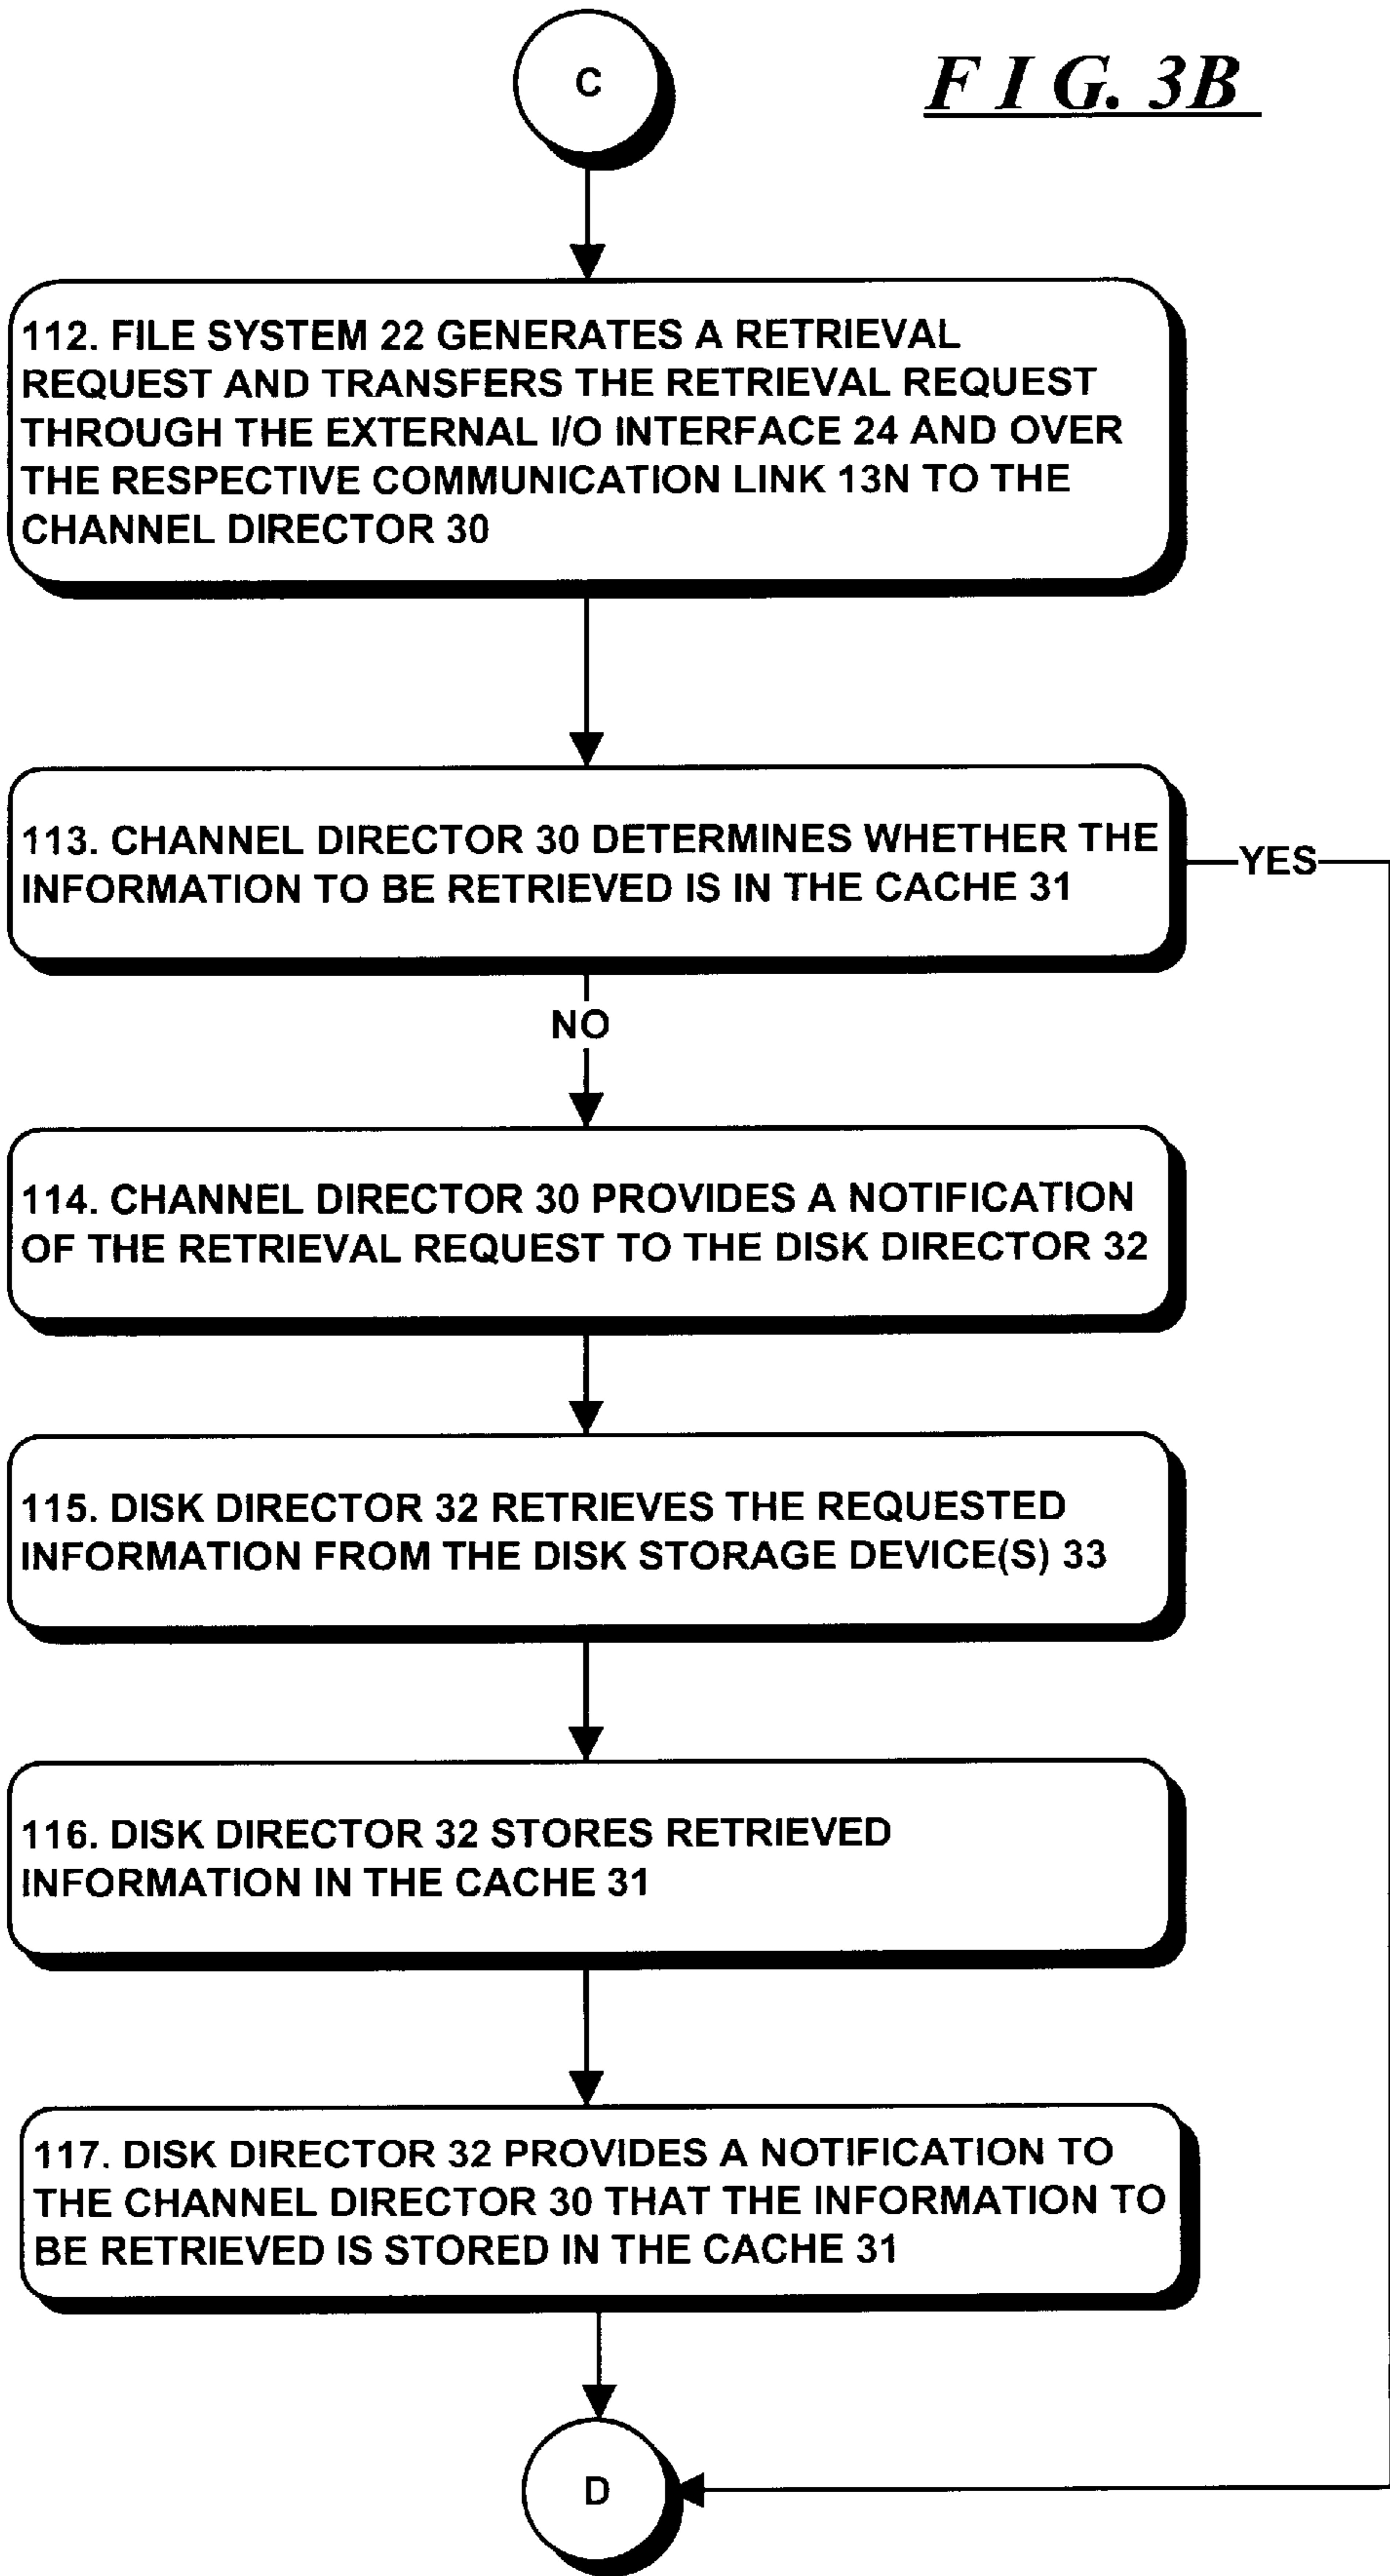 C
FIG. 3B
112. FILE SYSTEM 22 GENERATES A RETRIEVAL
REQUEST AND TRANSFERS THE RETRIEVAL REQUEST
THROUGH THE EXTERNAL I/O INTERFACE 24 AND OVER
THE RESPECTIVE COMMUNICATION LINK 13N TO THE
CHANNEL DIRECTOR 30
113. CHANNEL DIRECTOR 30 DETERMINES WHETHER THE
INFORMATION TO BE RETRIEVED IS IN THE CACHE 31
YES
NO
114. CHANNEL DIRECTOR 30 PROVIDES A NOTIFICATION
OF THE RETRIEVAL REQUEST TO THE DISK DIRECTOR 32
115. DISK DIRECTOR 32 RETRIEVES THE REQUESTED
INFORMATION FROM THE DISK STORAGE DEVICE(S) 33
116. DISK DIRECTOR 32 STORES RETRIEVED
INFORMATION IN THE CACHE 31
117. DISK DIRECTOR 32 PROVIDES A NOTIFICATION TO
THE CHANNEL DIRECTOR 30 THAT THE INFORMATION TO
BE RETRIEVED IS STORED IN THE CACHE 31
D